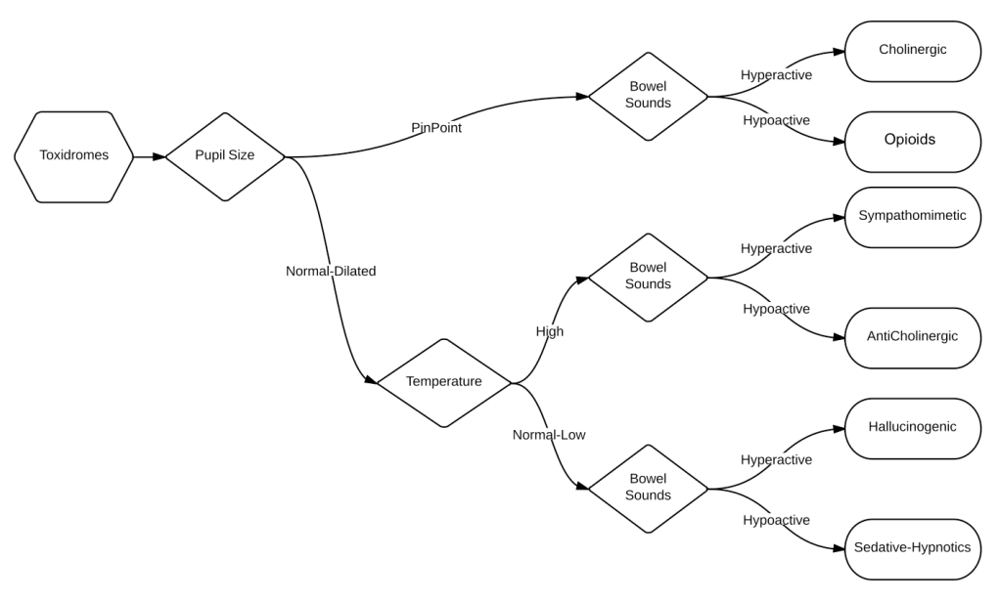 Toxidromes
Pupil Size
PinPoint
Bowel
Sounds
Hyperactive
Cholinergic
Hypoactive
Opioids
Normal-Dilated
Temperature
High
Bowel
Sounds
Hyperactive
Sympathomimetic
Hypoactive
AntiCholinergic
Normal-Low
Bowel
Sounds
Hyperactive
Hallucinogenic
Hypoactive
Sedative-Hypnotics